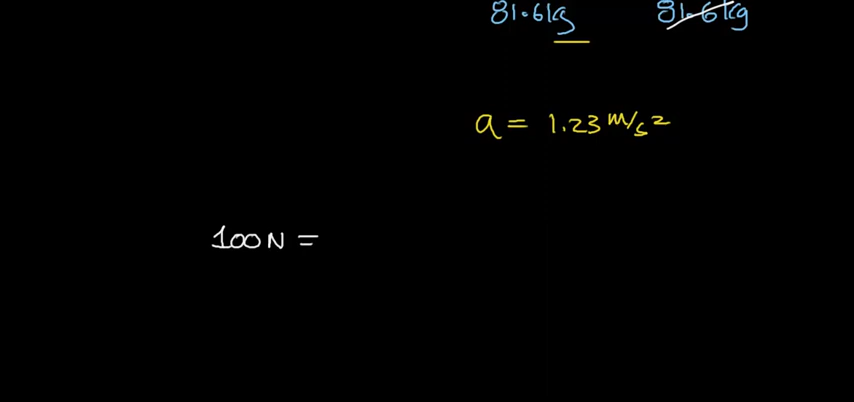 81.6kg 81.6kg
a = 1.23 m/s²
100N =